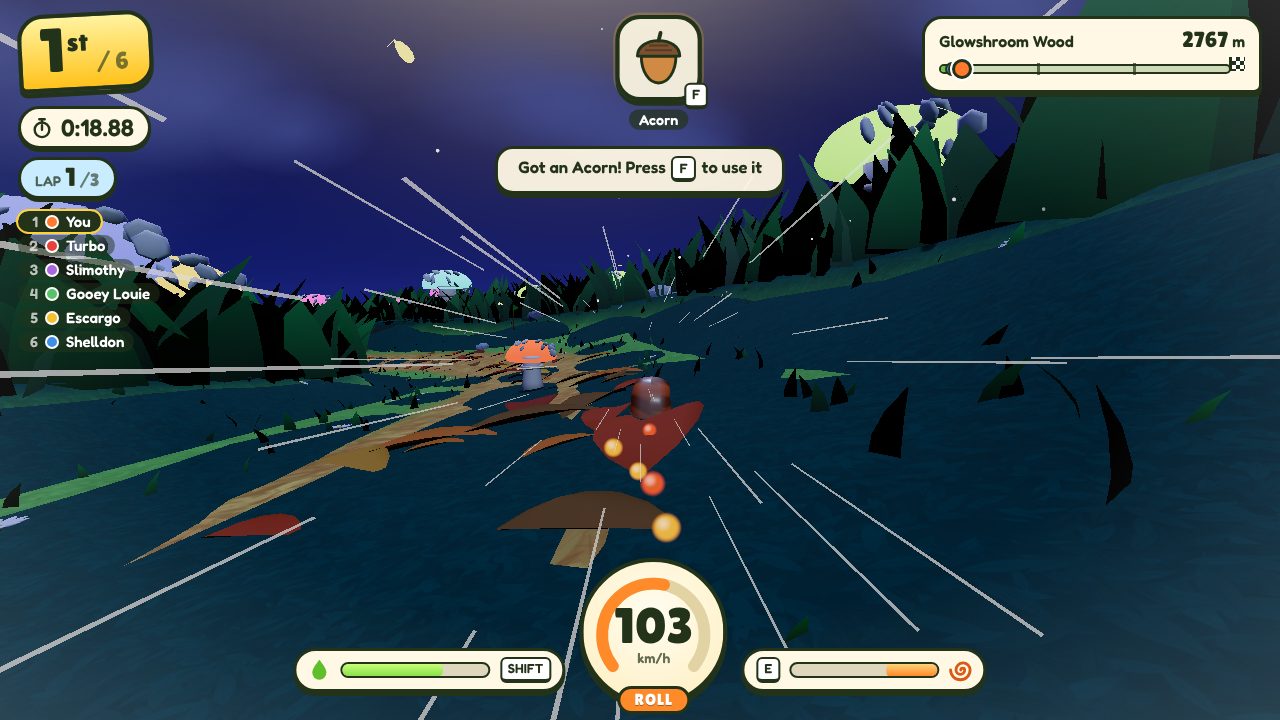 1st / 6
0:18.88
LAP 1 /3
1 You
2 Turbo
3 Slimothy
4 Gooey Louie
5 Escargo
6 Shelldon
F
Acorn
Got an Acorn! Press F to use it
Glowshroom Wood 2767 m
SHIFT
103
km/h
ROLL
E